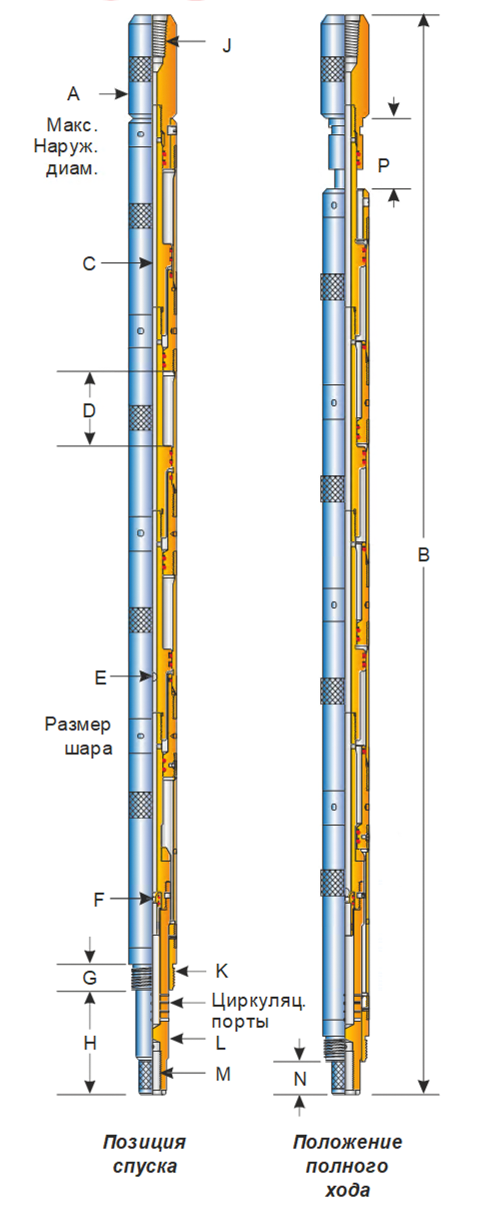 J
A
Макс.
Наруж.
диам.
P
C
D
B
E
Размер
шара
F
K
G
Циркуляц.
порты
H
L
M
N
Позиция
спуска
Положение
полного
хода